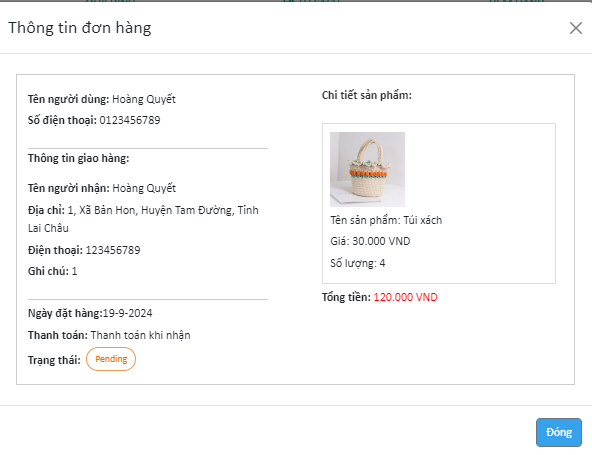 Thông tin đơn hàng
Tên người dùng: Hoàng Quyết
Số điện thoại: 0123456789
Thông tin giao hàng:
Tên người nhận: Hoàng Quyết
Địa chỉ: 1, Xã Bản Hon, Huyện Tam Đường, Tỉnh
Lai Châu
Điện thoại: 123456789
Ghi chú: 1
Ngày đặt hàng:19-9-2024
Thanh toán: Thanh toán khi nhận
Trạng thái: Pending
Chi tiết sản phẩm:
Tên sản phẩm: Túi xách
Giá: 30.000 VND
Số lượng: 4
Tổng tiền: 120.000 VND
Đóng